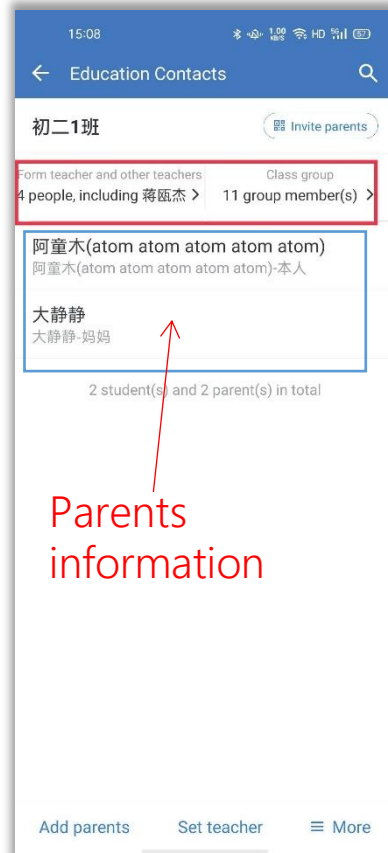 15:08 1.00 KB/S HD 5G 57
Education Contacts
初二1班 Invite parents
Form teacher and other teachers Class group
4 people, including 蒋瓯杰 > 11 group member(s) >
阿童木(atom atom atom atom atom)
阿童木(atom atom atom atom atom)-本人
大静静
大静静-妈妈
2 student(s) and 2 parent(s) in total
Parents
information
Add parents Set teacher More